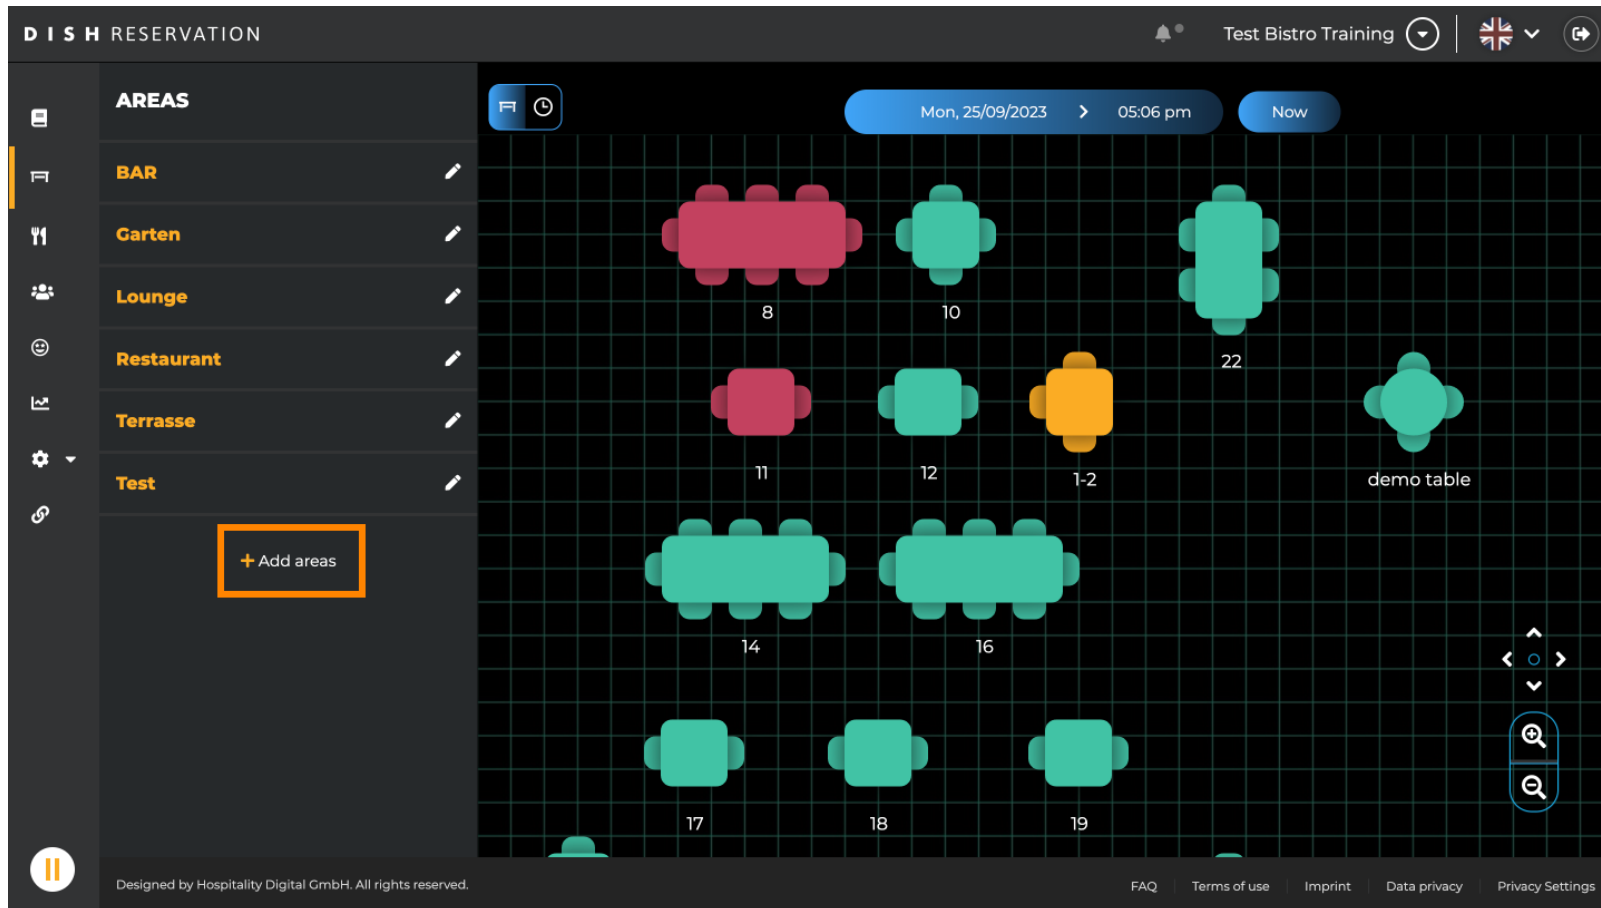 DISH RESERVATION
Test Bistro Training
AREAS
Mon, 25/09/2023
05:06 pm
Now
BAR
Garten
Lounge
Restaurant
Terrasse
Test
+ Add areas
8
10
22
11
12
1-2
demo table
14
16
17
18
19
Designed by Hospitality Digital GmbH. All rights reserved.
FAQ
Terms of use
Imprint
Data privacy
Privacy Settings